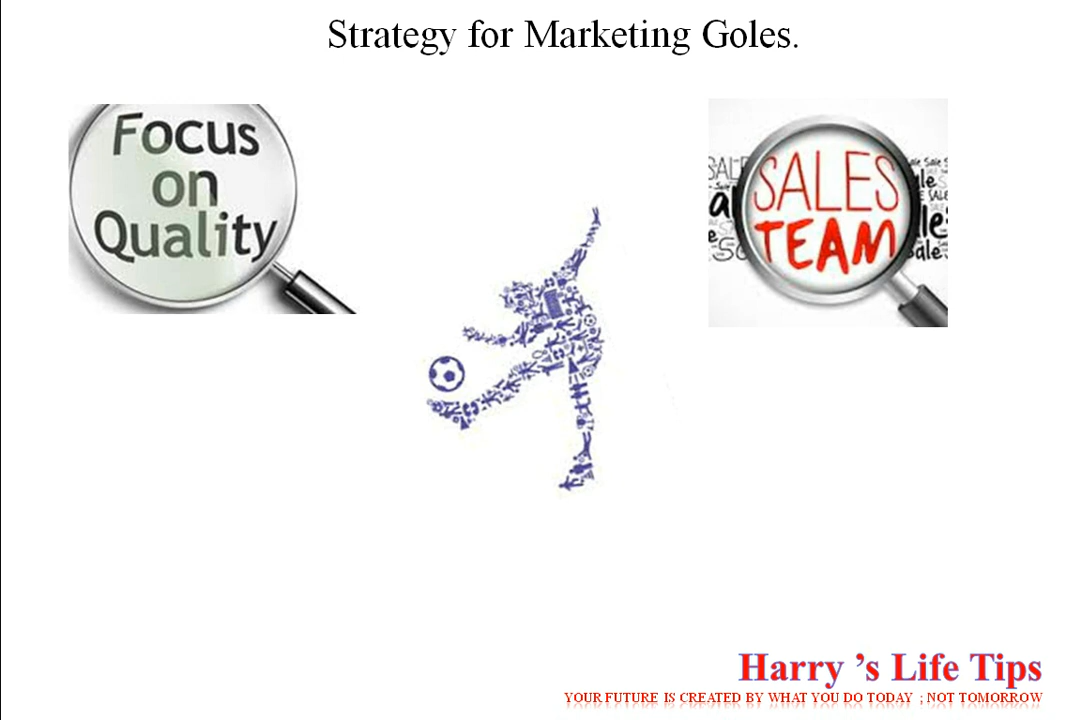 Strategy for Marketing Goles.
Focus
on
Quality
SALES
TEAM
Harry ’s Life Tips
YOUR FUTURE IS CREATED BY WHAT YOU DO TODAY ; NOT TOMORROW